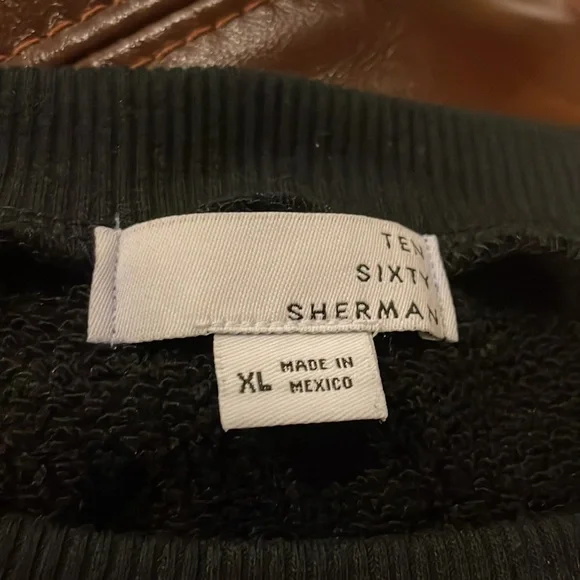 TEN
SIXTY
SHERMAN
XL MADE IN
MEXICO